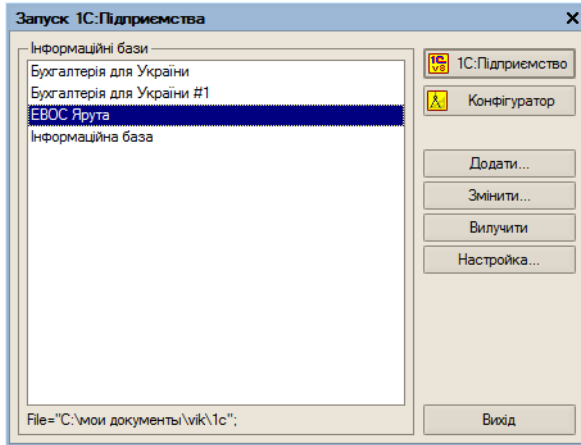 Запуск 1С:Підприємства
Інформаційні бази
Бухгалтерія для України
Бухгалтерія для України #1
ЕВОС Ярута
Інформаційна база
File="C:\мои документы\vik\1c";
1С:Підприємство
Конфігуратор
Додати...
Змінити...
Вилучити
Настройка...
Вихід